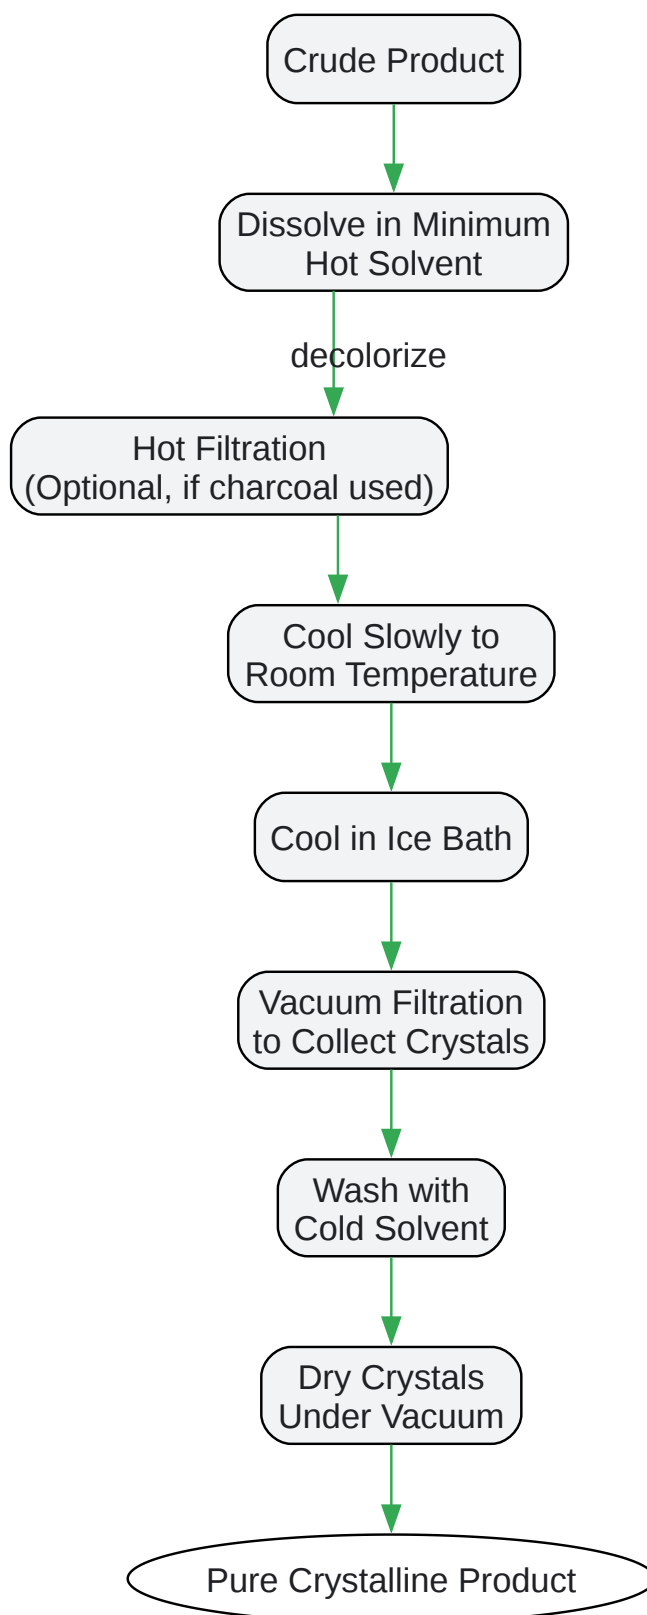 Crude Product
Dissolve in Minimum
Hot Solvent
decolorize
Hot Filtration
(Optional, if charcoal used)
Cool Slowly to
Room Temperature
Cool in Ice Bath
Vacuum Filtration
to Collect Crystals
Wash with
Cold Solvent
Dry Crystals
Under Vacuum
Pure Crystalline Product